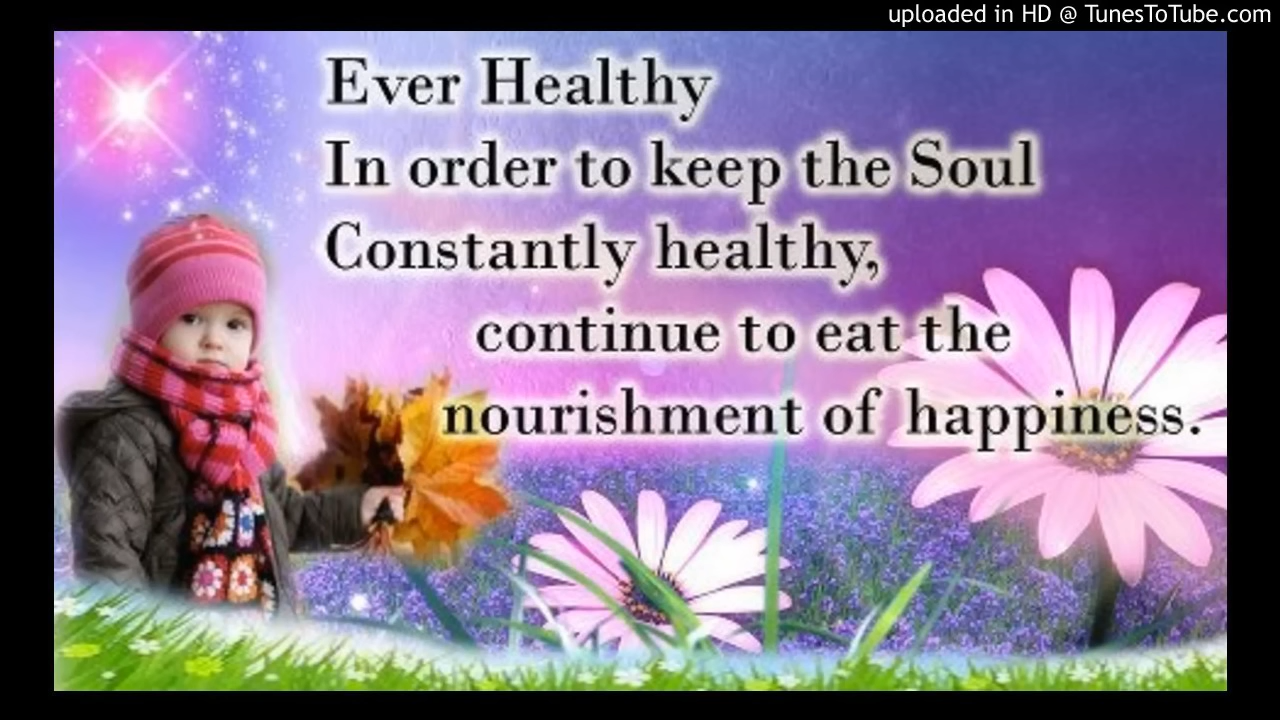 uploaded in HD @ TunesToTube.com
Ever Healthy
In order to keep the Soul
Constantly healthy,
continue to eat the
nourishment of happiness.